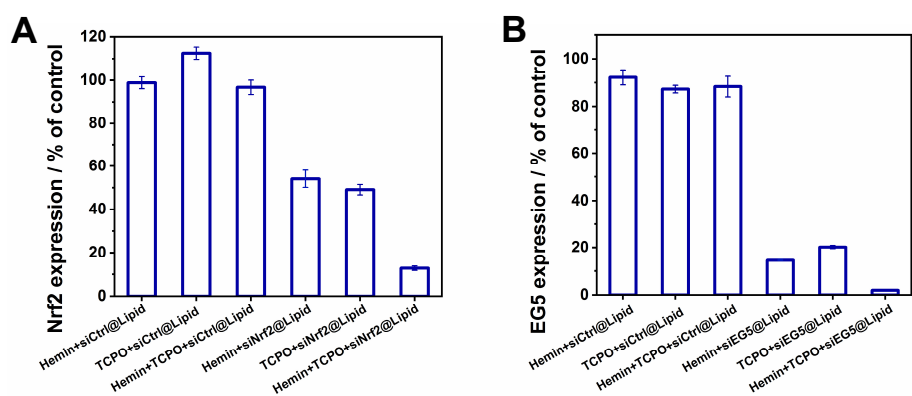 A
Nrf2 expression / % of control
120
100
80
60
40
20
0
Hemin+siCtrl@Lipid
TCPO+siCtrl@Lipid
Hemin+TCPO+siCtrl@Lipid
Hemin+siNrf2@Lipid
TCPO+siNrf2@Lipid
Hemin+TCPO+siNrf2@Lipid
B
EG5 expression / % of control
100
80
60
40
20
0
Hemin+siCtrl@Lipid
TCPO+siCtrl@Lipid
Hemin+TCPO+siCtrl@Lipid
Hemin+siEG5@Lipid
TCPO+siEG5@Lipid
Hemin+TCPO+siEG5@Lipid